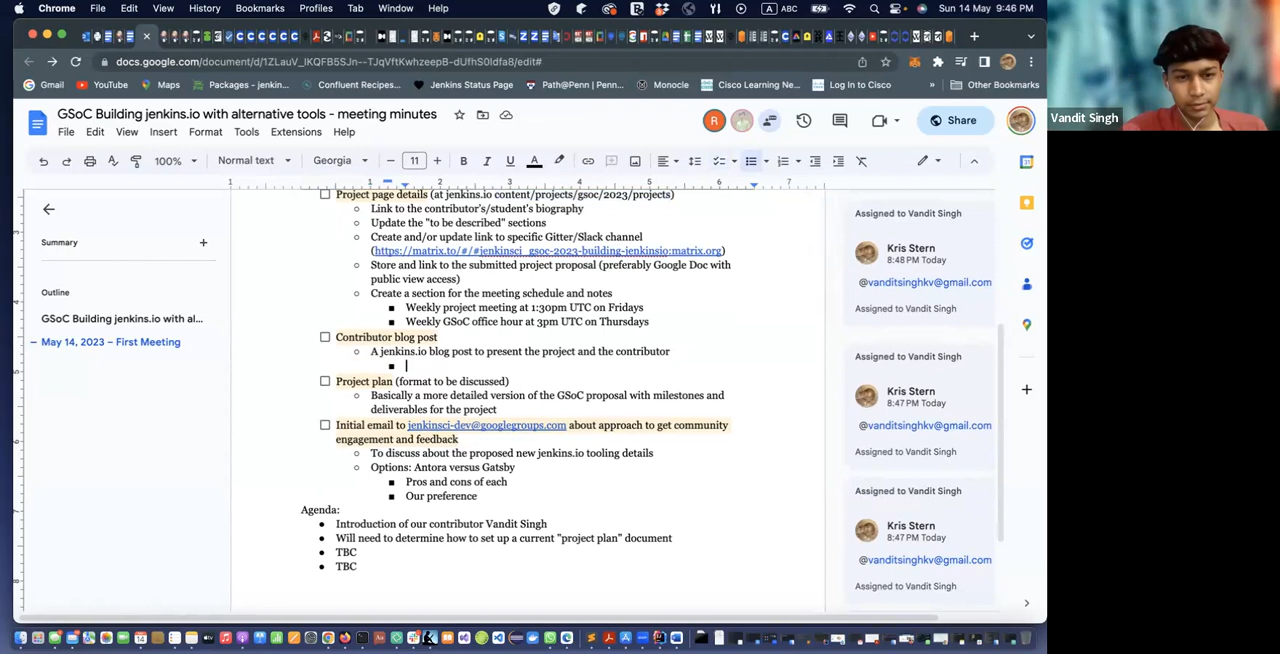 Chrome File Edit View History Bookmarks Profiles Tab Window Help ABC Sun 14 May 9:46 PM
docs.google.com/document/d/1ZLauV_IKQFB5SJn--TJqVftKwhzeepB-dUfhS0Idfa8/edit#
Gmail YouTube Maps Packages - jenkin... Confluent Recipes... Jenkins Status Page Path@Penn | Penn... Monocle Cisco Learning Ne... Log In to Cisco » Other Bookmarks
GSoC Building jenkins.io with alternative tools - meeting minutes
File Edit View Insert Format Tools Extensions Help
R
Share
100% Normal text Georgia 11
1 1 2 3 4 5 6 7
Summary
Outline
GSoC Building jenkins.io with al...
May 14, 2023 – First Meeting
Project page details (at jenkins.io content/projects/gsoc/2023/projects)
Link to the contributor's/student's biography
Update the "to be described" sections
Create and/or update link to specific Gitter/Slack channel
(https://matrix.to/#/#jenkinsci_gsoc-2023-building-jenkinsio:matrix.org)
Store and link to the submitted project proposal (preferably Google Doc with
public view access)
Create a section for the meeting schedule and notes
Weekly project meeting at 1:30pm UTC on Fridays
Weekly GSoC office hour at 3pm UTC on Thursdays
Contributor blog post
A jenkins.io blog post to present the project and the contributor
Project plan (format to be discussed)
Basically a more detailed version of the GSoC proposal with milestones and
deliverables for the project
Initial email to jenkinsci-dev@googlegroups.com about approach to get community
engagement and feedback
To discuss about the proposed new jenkins.io tooling details
Options: Antora versus Gatsby
Pros and cons of each
Our preference
Agenda:
Introduction of our contributor Vandit Singh
Will need to determine how to set up a current "project plan" document
TBC
TBC
Assigned to Vandit Singh
Kris Stern
8:48 PM Today
@vanditsinghkv@gmail.com
Assigned to Vandit Singh
Assigned to Vandit Singh
Kris Stern
8:47 PM Today
@vanditsinghkv@gmail.com
Assigned to Vandit Singh
Assigned to Vandit Singh
Kris Stern
8:47 PM Today
@vanditsinghkv@gmail.com
Assigned to Vandit Singh
Vandit Singh